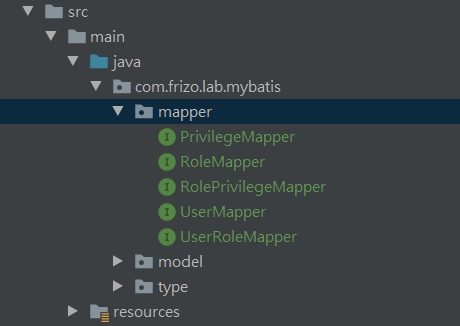 src
main
java
com.frizo.lab.mybatis
mapper
PrivilegeMapper
RoleMapper
RolePrivilegeMapper
UserMapper
UserRoleMapper
model
type
resources